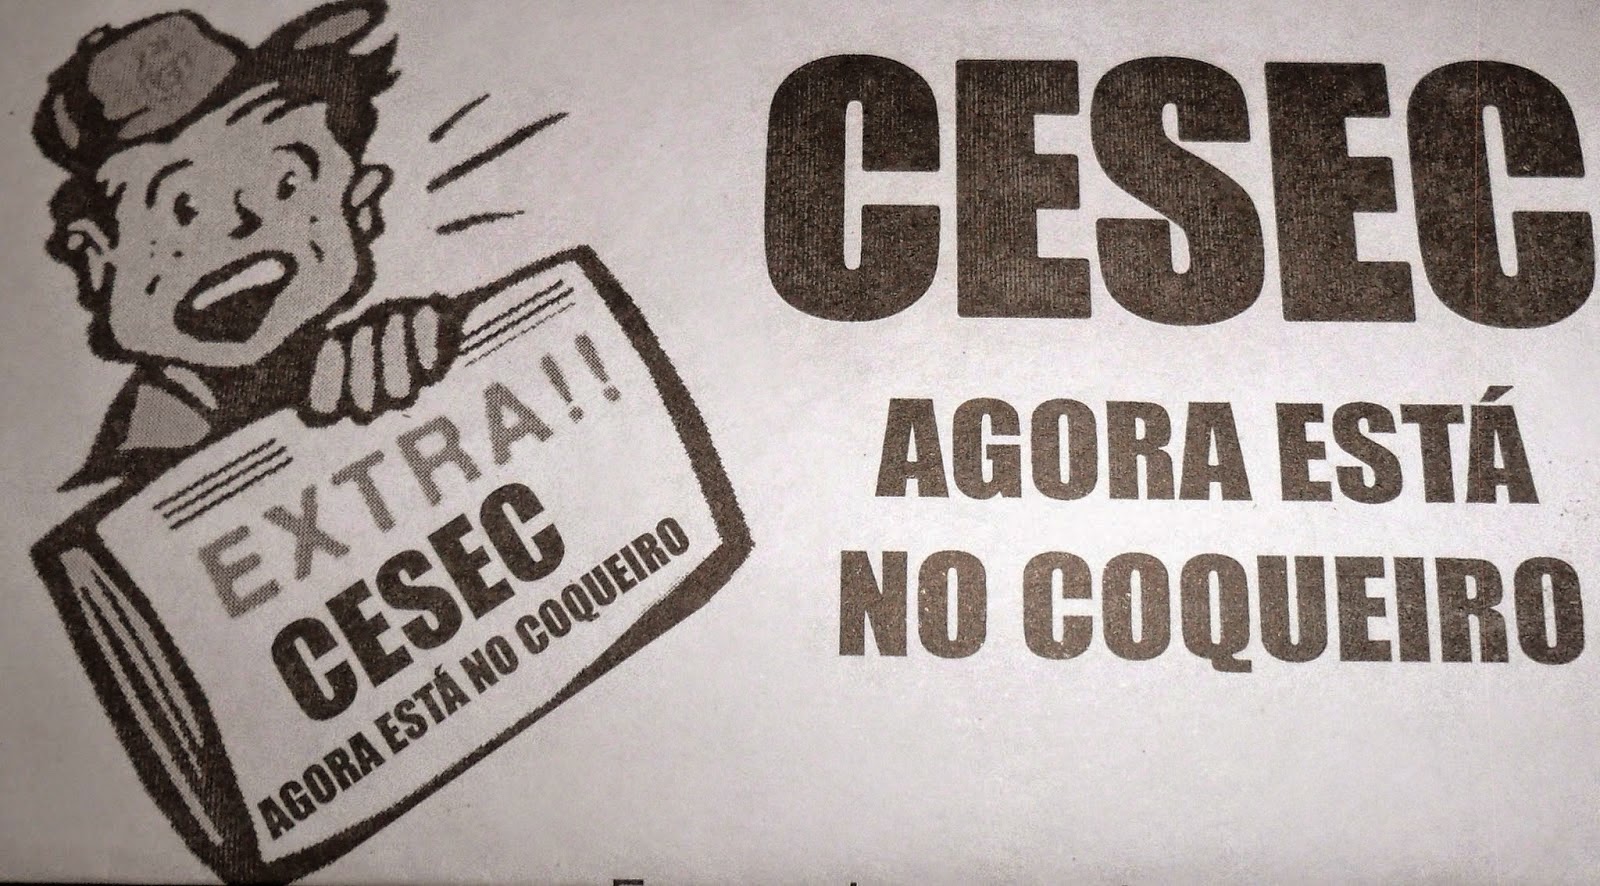 EXTRA!!
CESEC
AGORA ESTÁ NO COQUEIRO
CESEC
AGORA ESTÁ
NO COQUEIRO